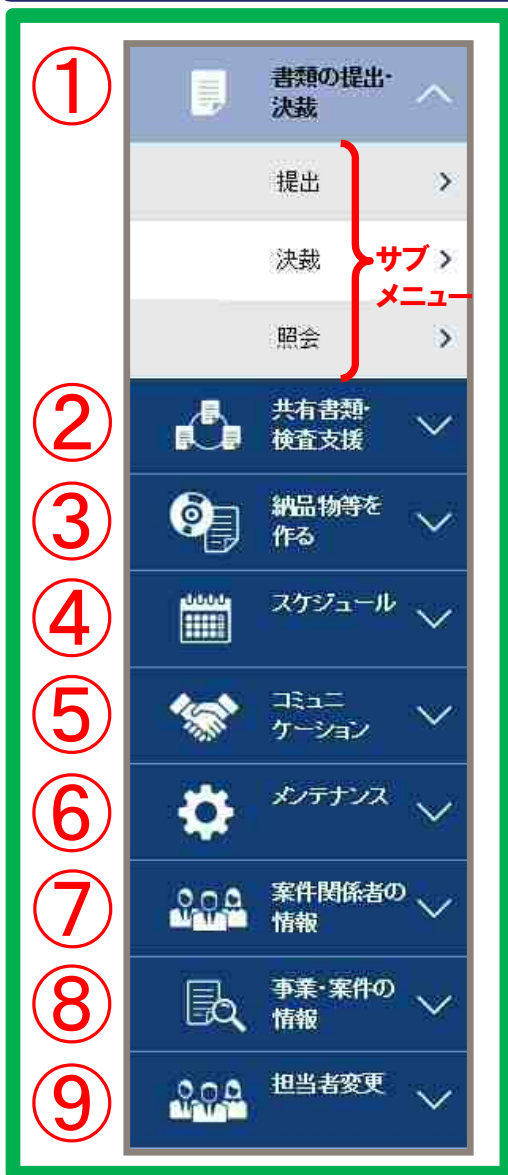 ①
書類の提出・
決裁
提出
決裁
照会
サブ
メニュー
②
共有書類・
検査支援
③
納品物等を
作る
④
スケジュール
⑤
コミュニ
ケーション
⑥
メンテナンス
⑦
案件関係者の
情報
⑧
事業・案件の
情報
⑨
担当者変更